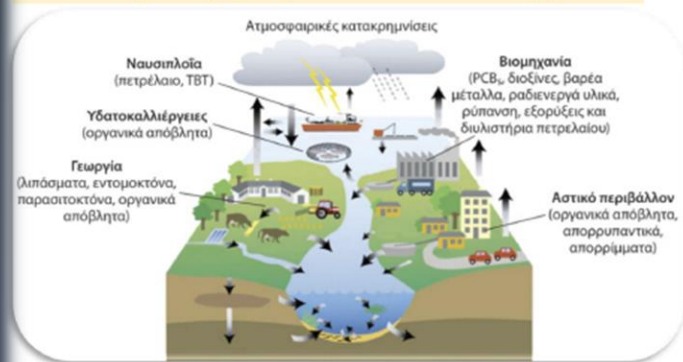 Ατμοσφαιρικές κατακρημνίσεις
Ναυσιπλοΐα
(πετρέλαιο, TBT)
Υδατοκαλλιέργειες
(οργανικά απόβλητα)
Γεωργία
(λιπάσματα, εντομοκτόνα,
παρασιτοκτόνα, οργανικά
απόβλητα)
Βιομηχανία
(PCBs, διοξίνες, βαρέα
μέταλλα, ραδιενεργά υλικά,
ρύπανση, εξορύξεις και
διυλιστήρια πετρελαίου)
Αστικό περιβάλλον
(οργανικά απόβλητα,
απορρυπαντικά,
απορρίμματα)